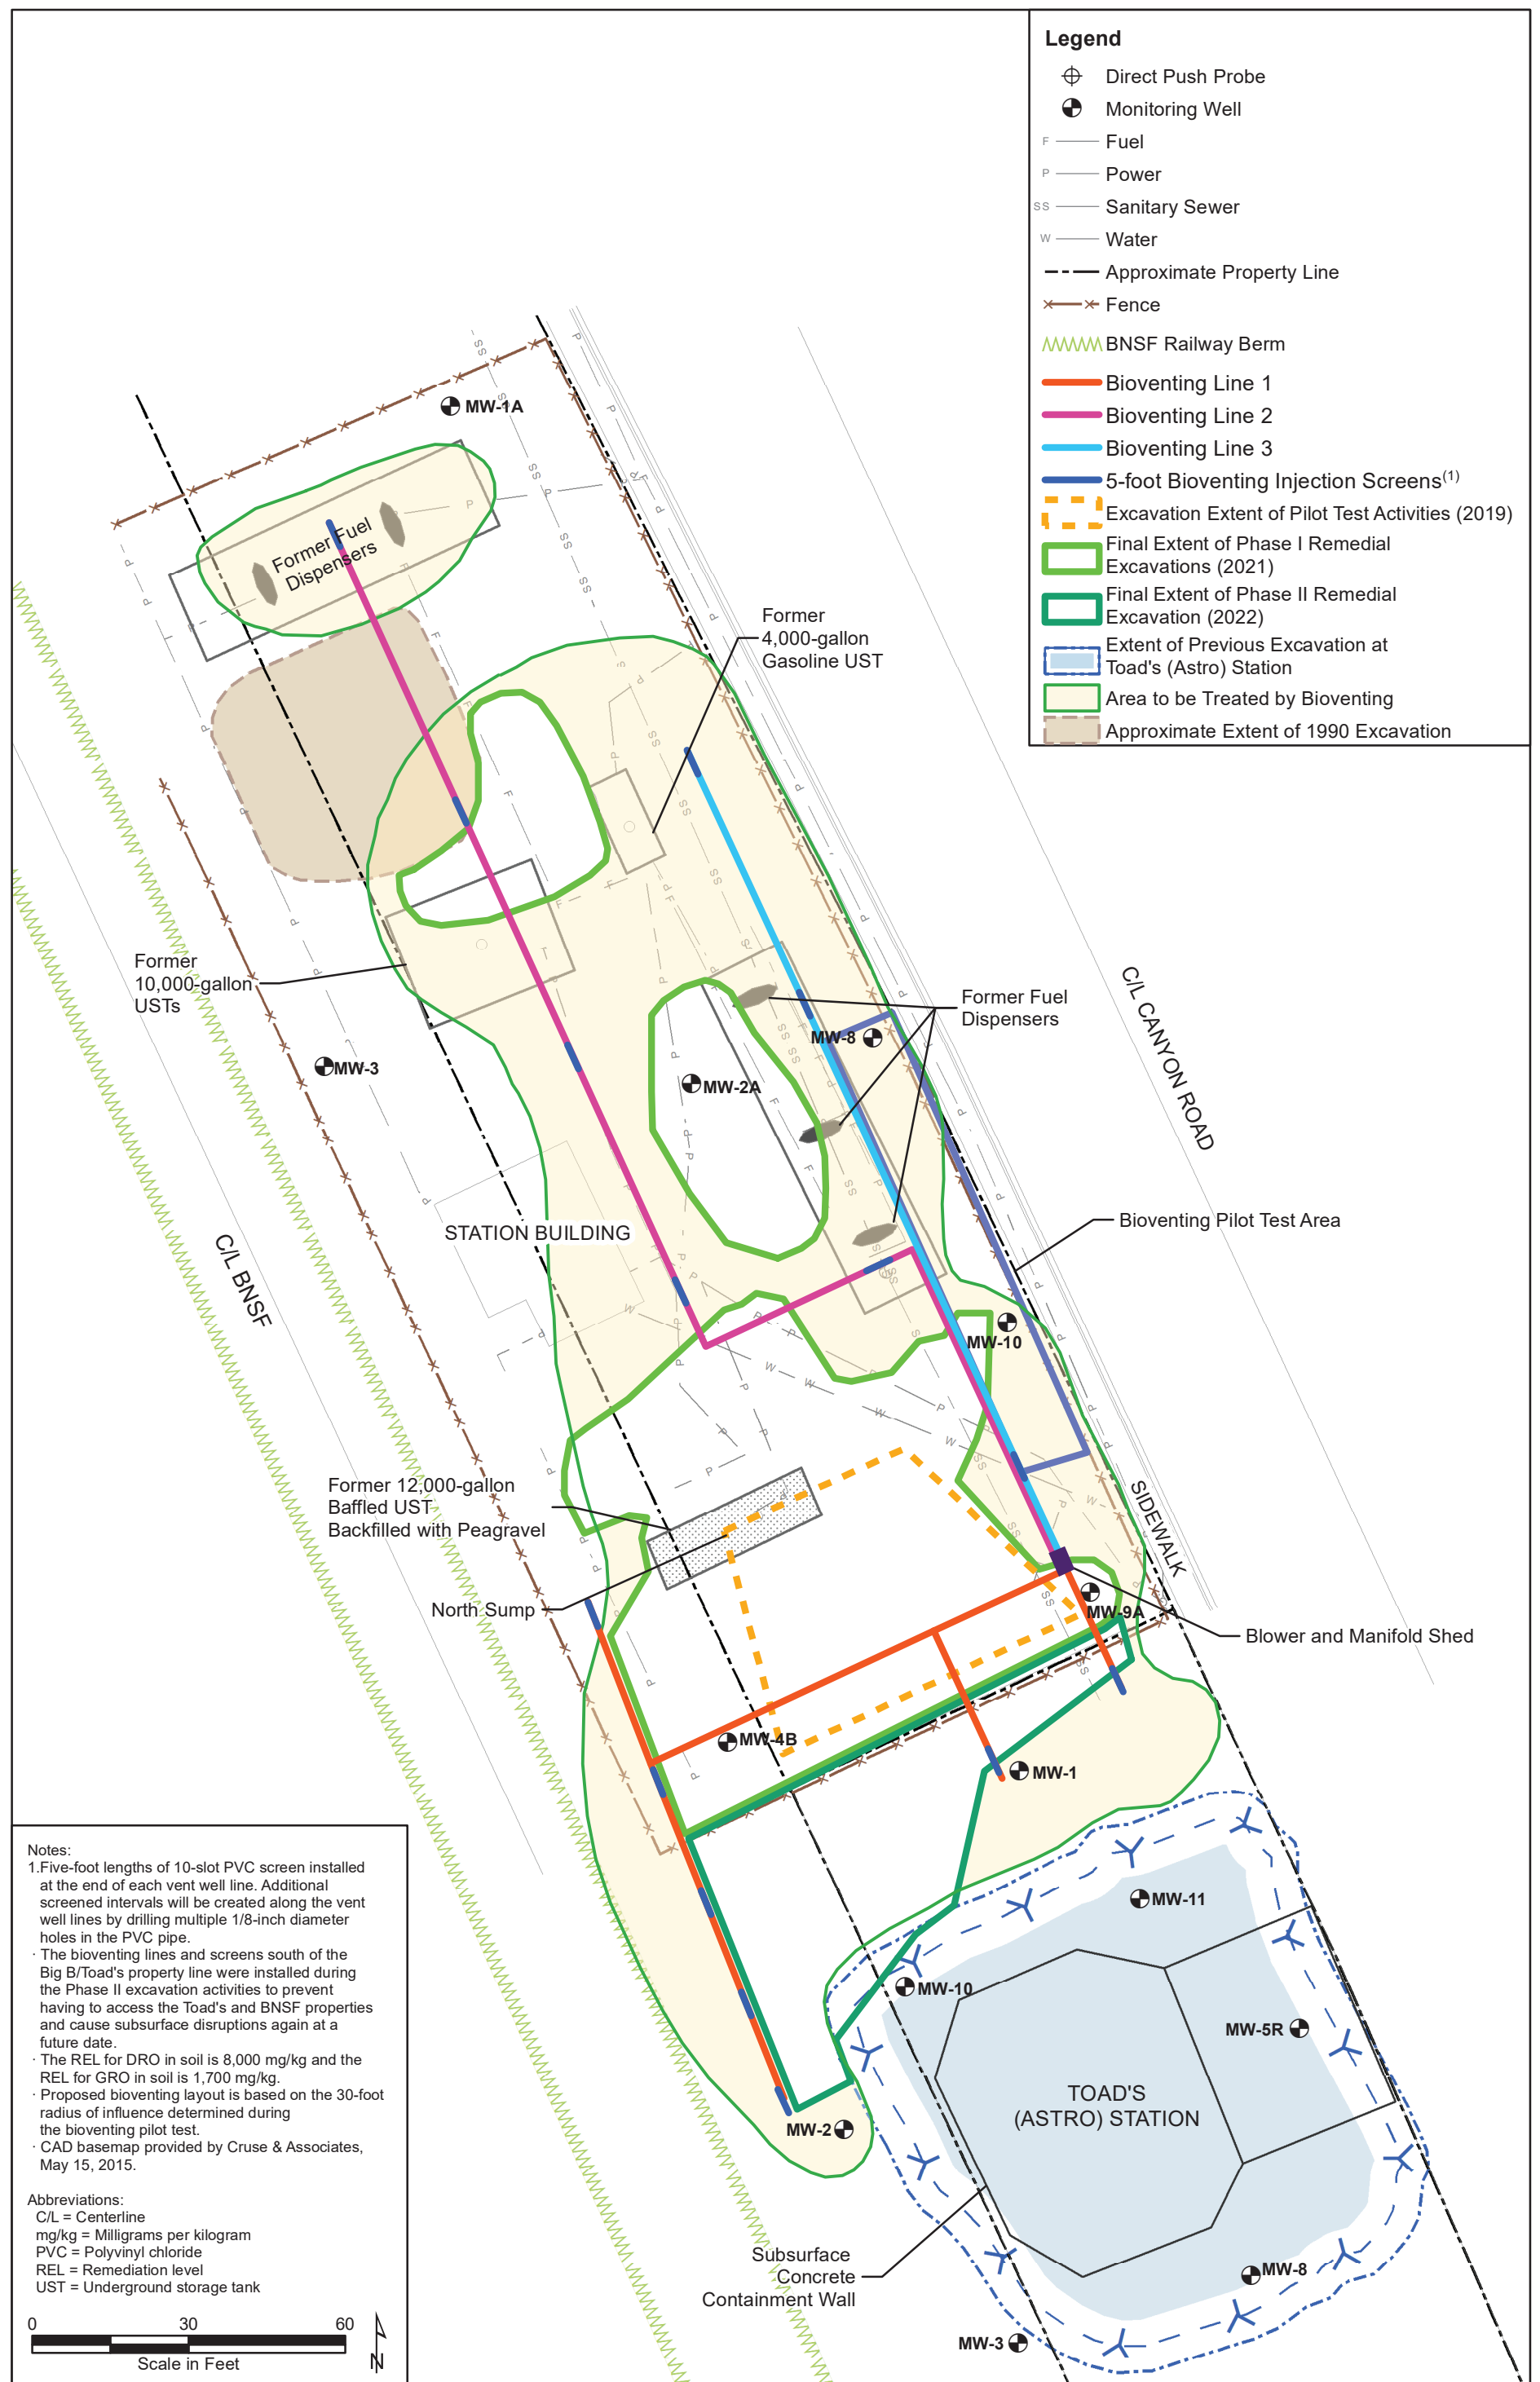 Legend
Direct Push Probe
Monitoring Well
F Fuel
P Power
SS Sanitary Sewer
W Water
Approximate Property Line
Fence
BNSF Railway Berm
Bioventing Line 1
Bioventing Line 2
Bioventing Line 3
5-foot Bioventing Injection Screens(1)
Excavation Extent of Pilot Test Activities (2019)
Final Extent of Phase I Remedial
Excavations (2021)
Final Extent of Phase II Remedial
Excavation (2022)
Extent of Previous Excavation at
Toad's (Astro) Station
Area to be Treated by Bioventing
Approximate Extent of 1990 Excavation
MW-1A
Former Fuel
Dispensers
Former
4,000-gallon
Gasoline UST
Former
10,000-gallon
USTs
Former Fuel
Dispensers
MW-8
MW-3
MW-2A
C/L CANYON ROAD
Bioventing Pilot Test Area
STATION BUILDING
C/L BNSF
MW-10
Former 12,000-gallon
Baffled UST
Backfilled with Peagravel
SIDEWALK
North Sump
MW-9A
Blower and Manifold Shed
MW-4B
MW-1
MW-11
MW-10
MW-5R
TOAD'S
(ASTRO) STATION
MW-2
Subsurface
Concrete
Containment Wall
MW-8
MW-3
Notes:
1.Five-foot lengths of 10-slot PVC screen installed
at the end of each vent well line. Additional
screened intervals will be created along the vent
well lines by drilling multiple 1/8-inch diameter
holes in the PVC pipe.
· The bioventing lines and screens south of the
Big B/Toad's property line were installed during
the Phase II excavation activities to prevent
having to access the Toad's and BNSF properties
and cause subsurface disruptions again at a
future date.
· The REL for DRO in soil is 8,000 mg/kg and the
REL for GRO in soil is 1,700 mg/kg.
· Proposed bioventing layout is based on the 30-foot
radius of influence determined during
the bioventing pilot test.
· CAD basemap provided by Cruse & Associates,
May 15, 2015.
Abbreviations:
C/L = Centerline
mg/kg = Milligrams per kilogram
PVC = Polyvinyl chloride
REL = Remediation level
UST = Underground storage tank
0 30 60
Scale in Feet
N